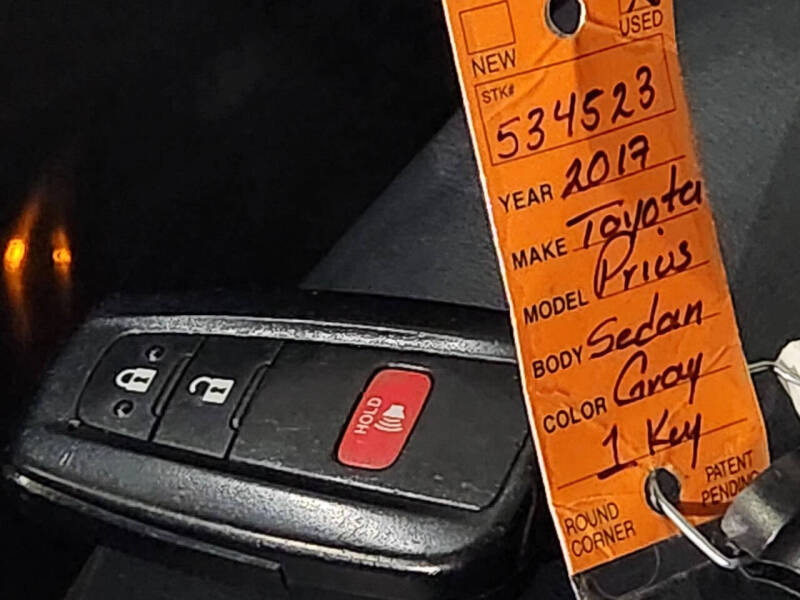 NEW
USED
STK#
534523
YEAR 2017
MAKE Toyota
MODEL Prius
BODY Sedan
COLOR Gray
1 Key
PATENT
PENDING
ROUND
CORNER
HOLD